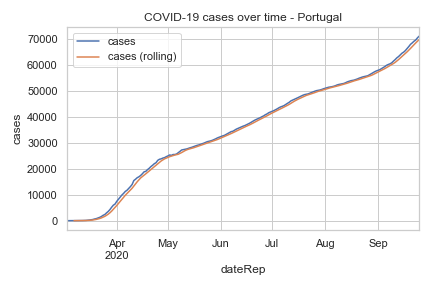 COVID-19 cases over time - Portugal
cases
cases (rolling)
70000
60000
50000
40000
30000
20000
10000
0
cases
Apr
2020
May
Jun
Jul
Aug
Sep
dateRep